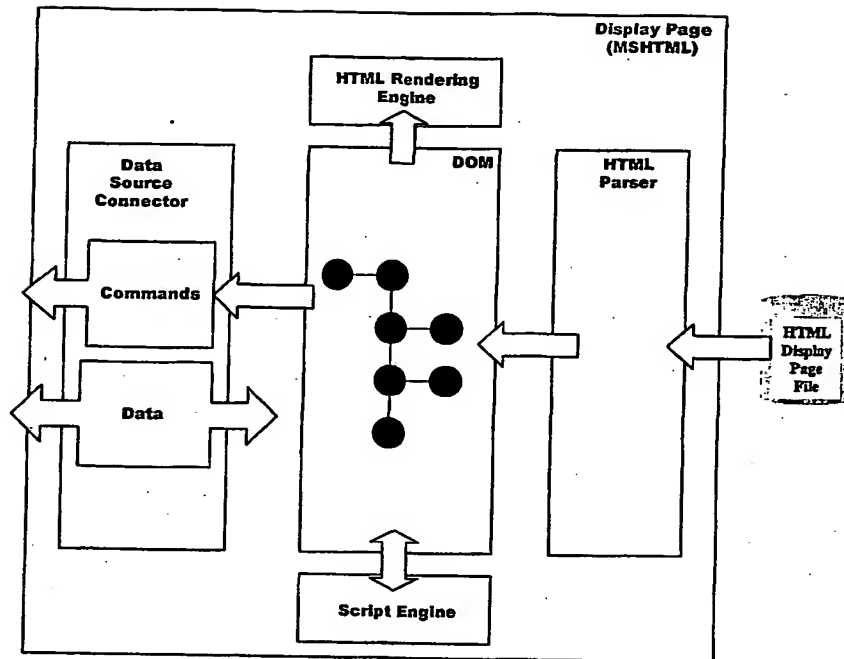 Display Page
(MSHTML)
HTML Rendering
Engine
Data
Source
Connector
DOM
HTML
Parser
Commands
HTML
Display
Page
File
Data
Script Engine